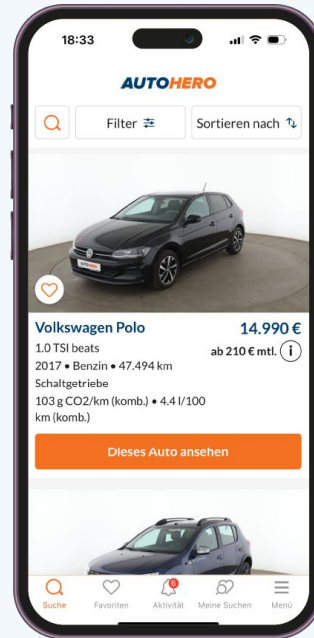 18:33
AUTOHERO
Filter
Sortieren nach
AUTOHERO
Volkswagen Polo
14.990 €
1.0 TSI beats
ab 210 € mtl. i
2017 • Benzin • 47.494 km
Schaltgetriebe
103 g CO2/km (komb.) • 4.4 l/100
km (komb.)
Dieses Auto ansehen
6
Suche
Favoriten
Aktivität
Meine Suchen
Menü